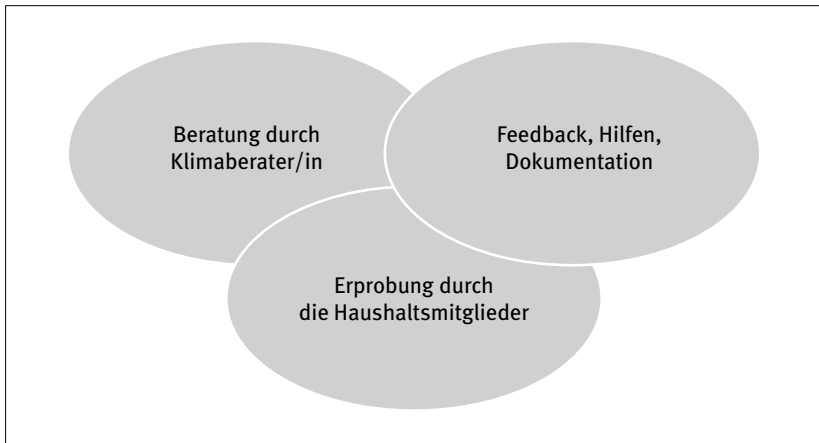 Beratung durch
Klimaberater/in
Feedback, Hilfen,
Dokumentation
Erprobung durch
die Haushaltsmitglieder